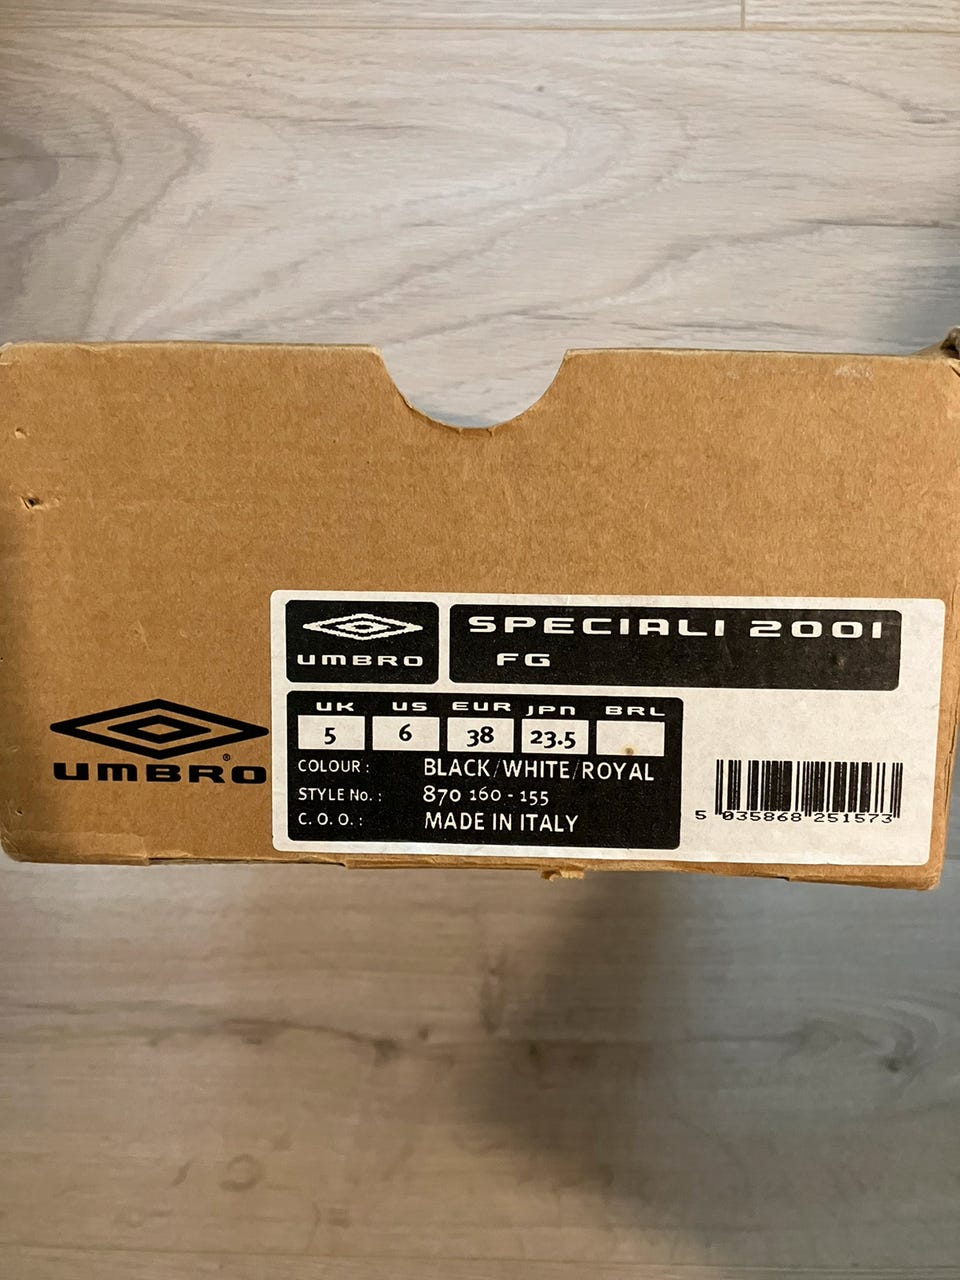 UMBRO®
UMBRO
SPECIALI 2001
FG
UK US EUR JPN BRL
5 6 38 23.5
COLOUR: BLACK/WHITE/ROYAL
STYLE No.: 870 160-155
C.O.O.: MADE IN ITALY
5 035868 251573